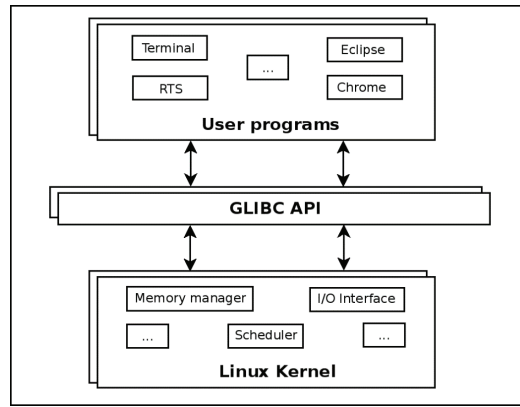 Terminal
Eclipse
...
RTS
Chrome
User programs
GLIBC API
Memory manager
I/O Interface
...
Scheduler
...
Linux Kernel